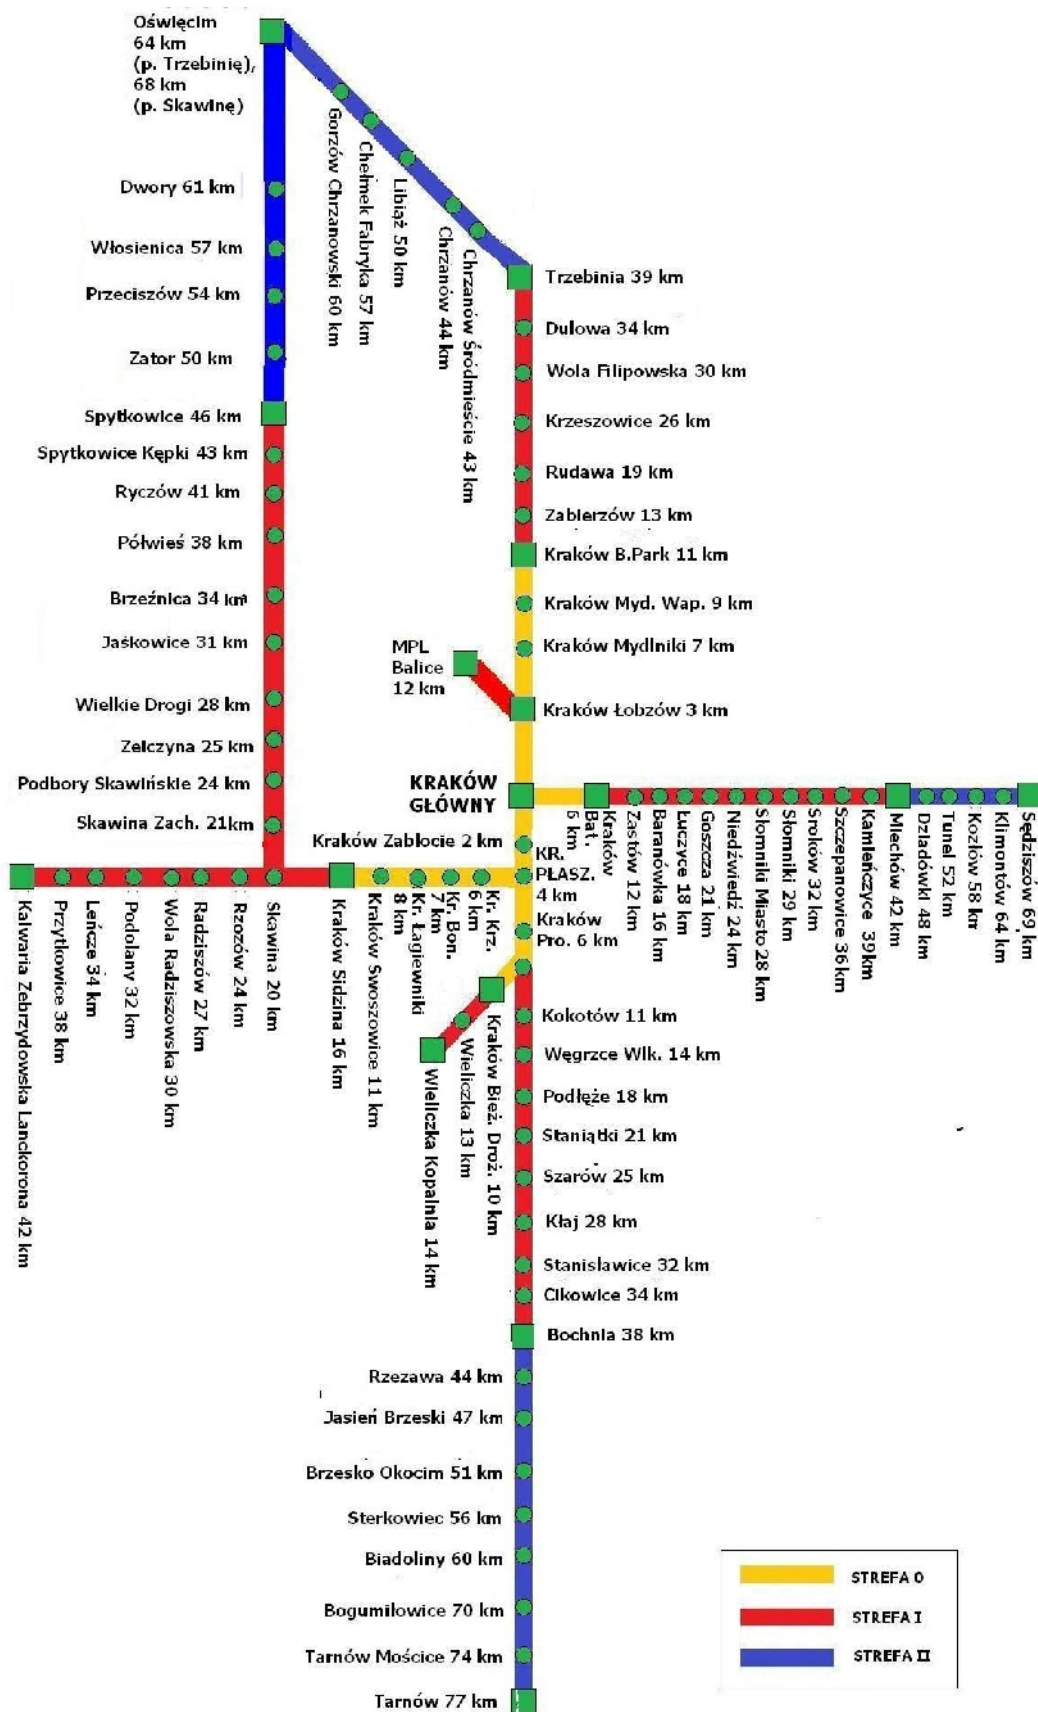 Oświęcim
64 km
(p. Trzebinię),
68 km
(p. Skawinę)
Dwory 61 km
Włosienica 57 km
Przeciszów 54 km
Zator 50 km
Spytkowice 46 km
Spytkowice Kępki 43 km
Ryczów 41 km
Półwieś 38 km
Brzeźnica 34 km
Jaśkowice 31 km
Wielkie Drogi 28 km
Zelczyna 25 km
Podbory Skawińskie 24 km
Skawina Zach. 21km
Gorzów Chrzanowski 60 km
Chełmek Fabryka 57 km
Libiąż 50 km
Chrzanów 44 km
Chrzanów Śródmieście 43 km
Trzebinia 39 km
Dulowa 34 km
Wola Filipowska 30 km
Krzeszowice 26 km
Rudawa 19 km
Zabierzów 13 km
Kraków B.Park 11 km
Kraków Myd. Wap. 9 km
Kraków Mydlniki 7 km
MPL
Balice
12 km
Kraków Łobzów 3 km
KRAKÓW
GŁÓWNY
Kraków Zabłocie 2 km
KR.
PŁASZ.
4 km
Kraków
Pro. 6 km
Kraków
Bat.
6 km
Zastów 12 km
Baranówka 16 km
Łuczyce 18 km
Goszcza 21 km
Niedźwiedź 24 km
Słomniki Miasto 28 km
Słomniki 29 km
Smroków 32 km
Szczepanowice 36km
Kamieńczyce 39km
Miechów 42 km
Dziadówki 48 km
Tunel 52 km
Kozłów 58 km
Klimontów 64 km
Sędziszów 69 km
Kalwaria Zebrzydowska Lanckorona 42 km
Przytkowice 38 km
Leńcze 34 km
Podolany 32 km
Wola Radziszowska 30 km
Radziszów 27 km
Rzozów 24 km
Skawina 20 km
Kraków Sidzina 16 km
Kraków Swoszowice 11 km
Kr. Łagiewniki
8 km
Kr. Bon.
7 km
Kr. Krz.
6 km
Kraków Bież. Droż. 10 km
Wieliczka 13 km
Wieliczka Kopalnia 14 km
Kokotów 11 km
Węgrzce Wlk. 14 km
Podłęże 18 km
Staniątki 21 km
Szarów 25 km
Kłaj 28 km
Stanisławice 32 km
Cikowice 34 km
Bochnia 38 km
Rzezawa 44 km
Jasień Brzeski 47 km
Brzesko Okocim 51 km
Sterkowiec 56 km
Biadoliny 60 km
Bogumiłowice 70 km
Tarnów Mościce 74 km
Tarnów 77 km
STREFA 0
STREFA I
STREFA II